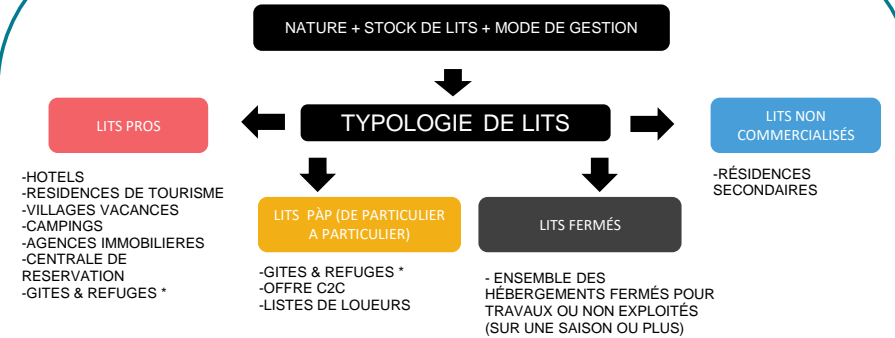 NATURE + STOCK DE LITS + MODE DE GESTION
TYPOLOGIE DE LITS
LITS PROS
-HOTELS
-RESIDENCES DE TOURISME
-VILLAGES VACANCES
-CAMPINGS
-AGENCES IMMOBILIERES
-CENTRALE DE
RESERVATION
-GITES & REFUGES *
LITS PÀP (DE PARTICULIER
A PARTICULIER)
-GITES & REFUGES *
-OFFRE C2C
-LISTES DE LOUEURS
LITS FERMÉS
- ENSEMBLE DES
HÉBERGEMENTS FERMÉS POUR
TRAVAUX OU NON EXPLOITÉS
(SUR UNE SAISON OU PLUS)
LITS NON
COMMERCIALISÉS
-RÉSIDENCES
SECONDAIRES